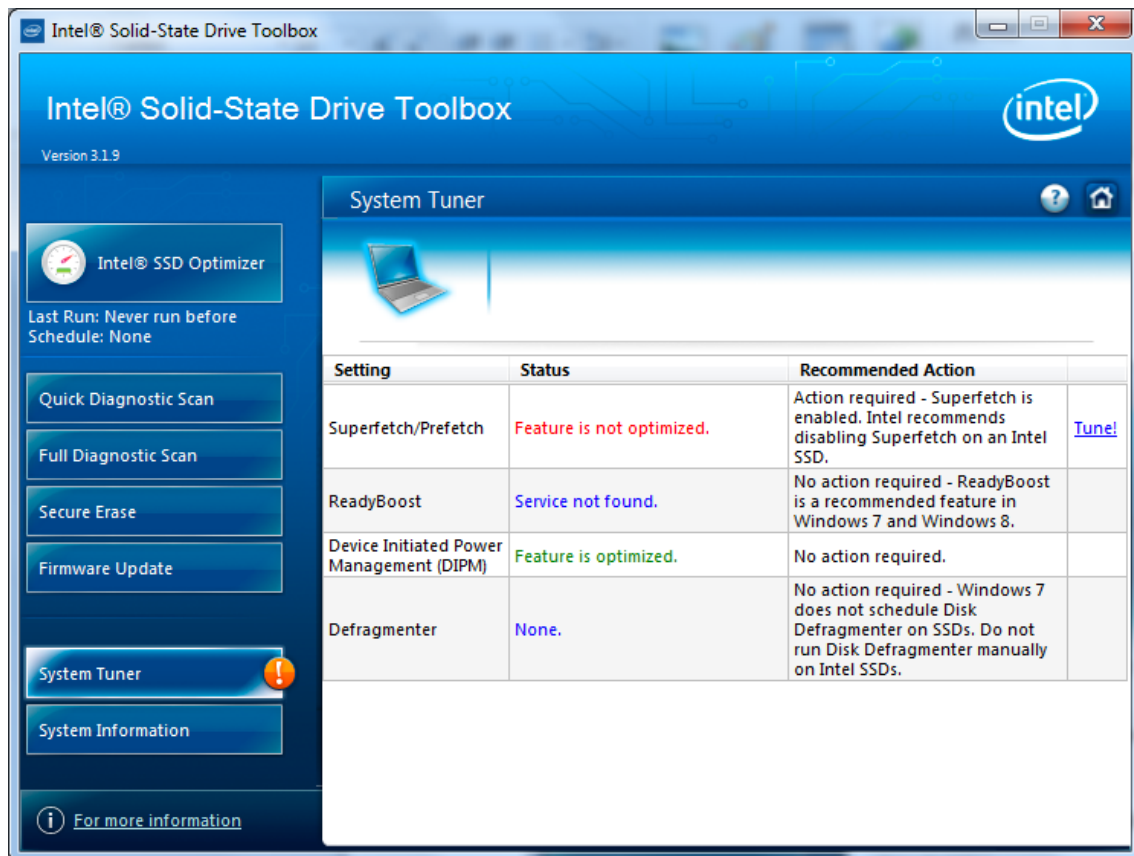 Intel® Solid-State Drive Toolbox
X
Intel® Solid-State Drive Toolbox
Version 3.1.9
intel
System Tuner
?
Intel® SSD Optimizer
Last Run: Never run before
Schedule: None
Quick Diagnostic Scan
Full Diagnostic Scan
Secure Erase
Firmware Update
System Tuner
!
System Information
i
For more information
Setting Status Recommended Action
Superfetch/Prefetch Feature is not optimized. Action required - Superfetch is
enabled. Intel recommends
disabling Superfetch on an Intel
SSD.
Tune!
ReadyBoost Service not found. No action required - ReadyBoost
is a recommended feature in
Windows 7 and Windows 8.
Device Initiated Power
Management (DIPM)
Feature is optimized. No action required.
Defragmenter None. No action required - Windows 7
does not schedule Disk
Defragmenter on SSDs. Do not
run Disk Defragmenter manually
on Intel SSDs.